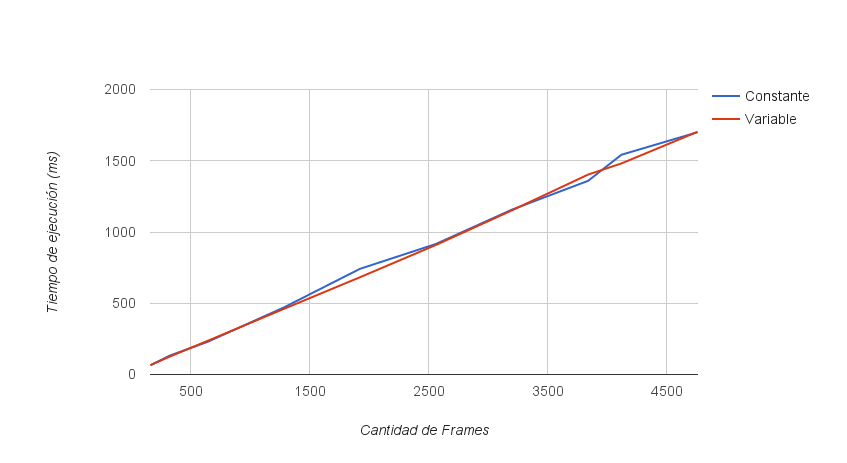 2000
1500
1000
500
0
Tiempo de ejecución (ms)
500
1500
2500
3500
4500
Cantidad de Frames
Constante
Variable